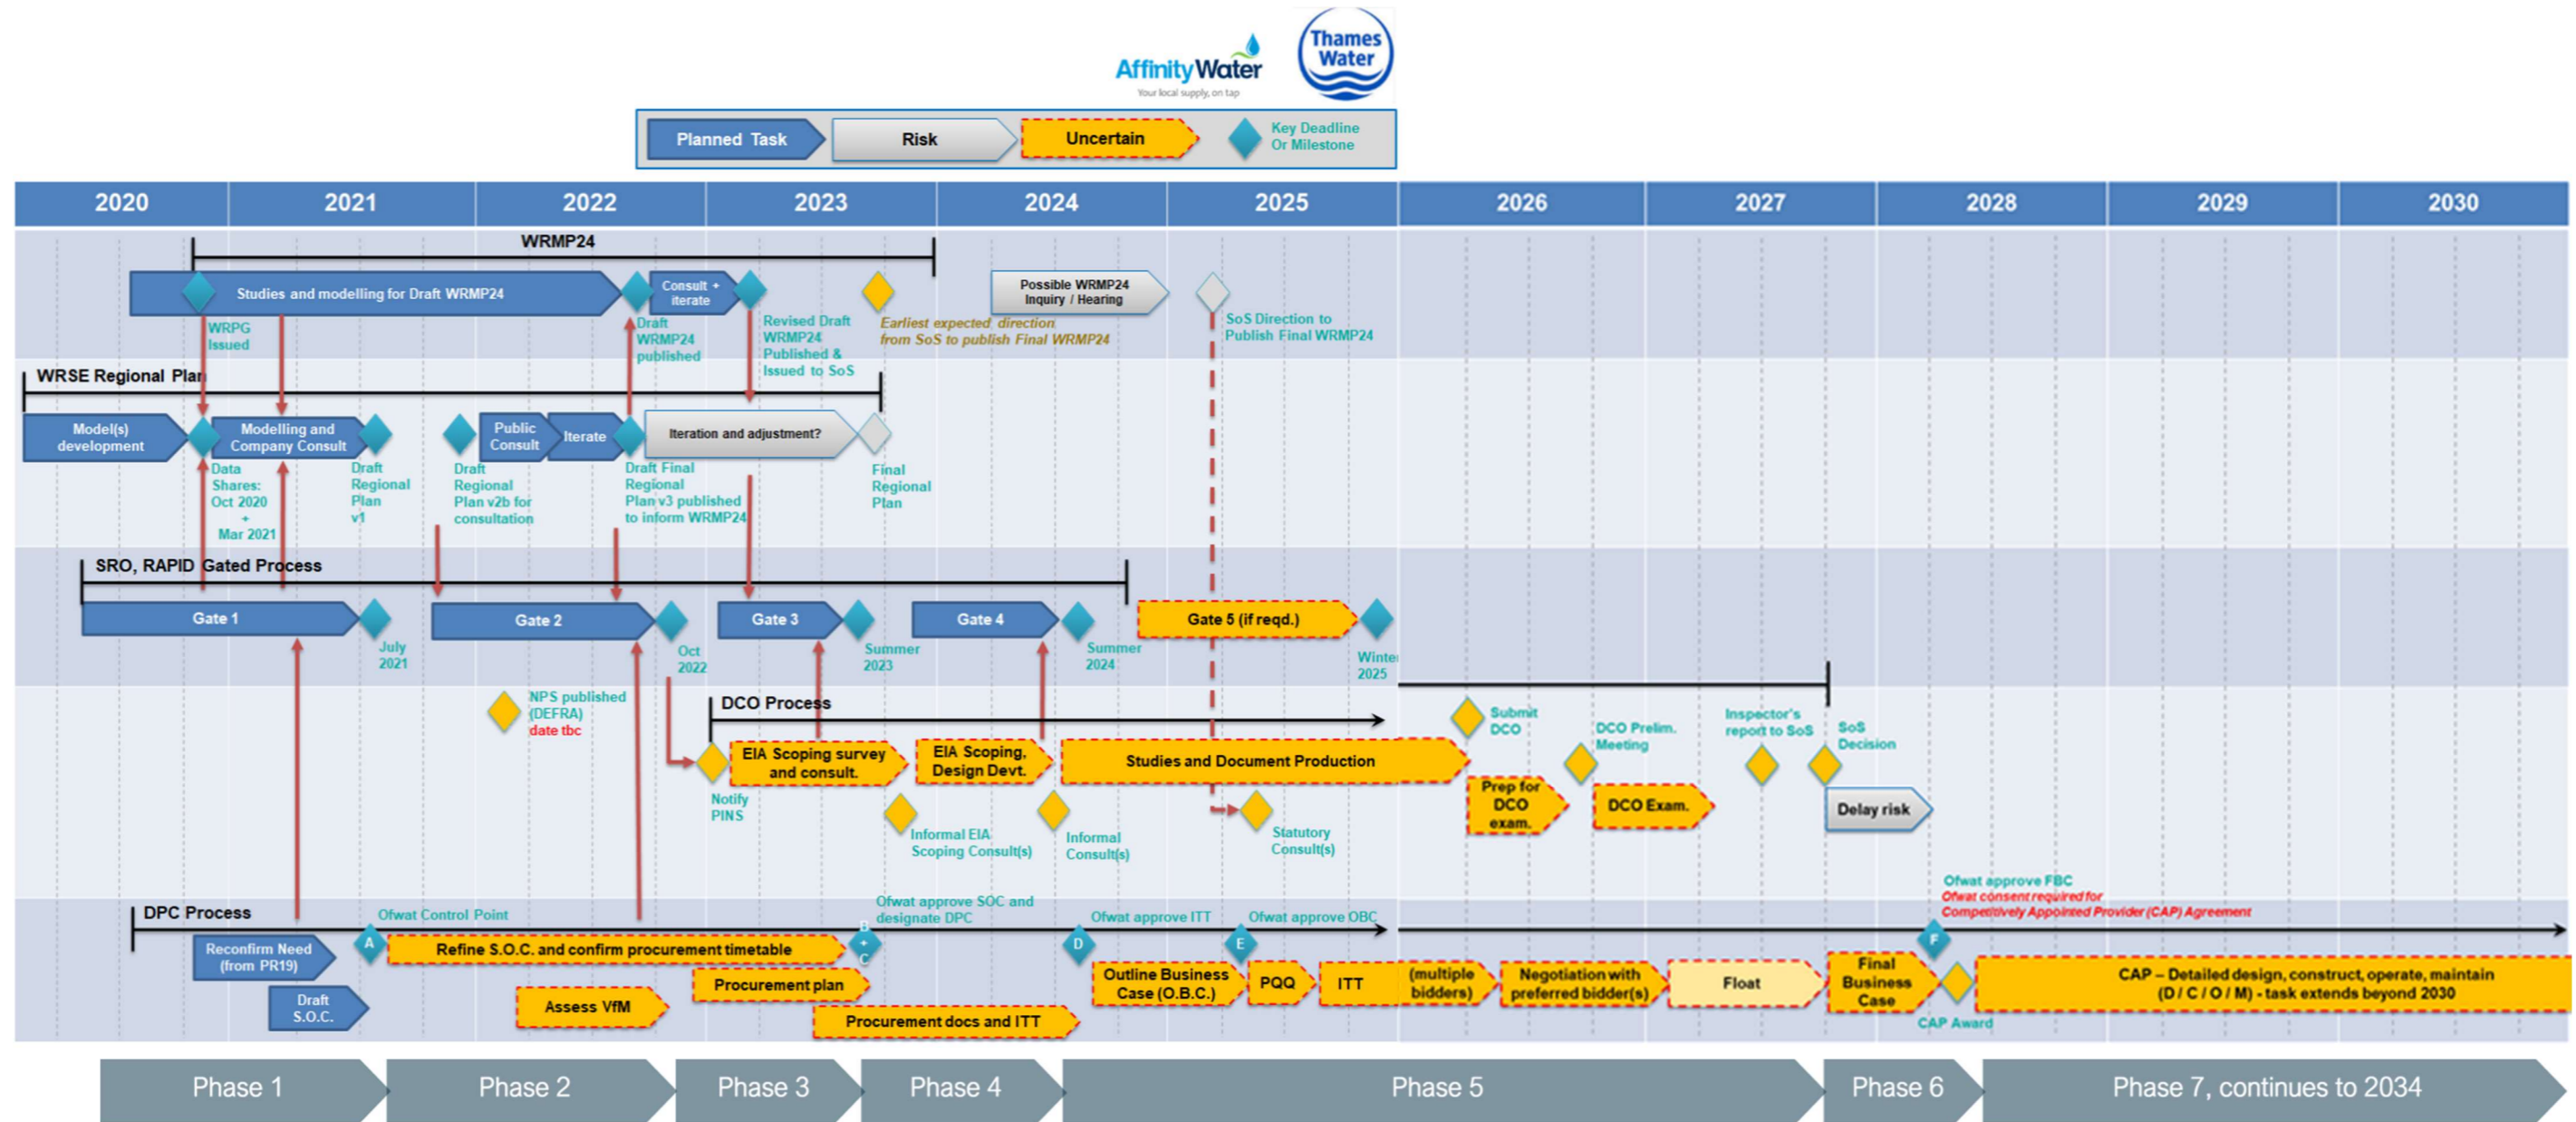 AffinityWater
Your local supply, on tap
Thames
Water
Planned Task
Risk
Uncertain
Key Deadline
Or Milestone
2020
2021
2022
2023
2024
2025
2026
2027
2028
2029
2030
WRMP24
Studies and modelling for Draft WRMP24
Consult +
iterate
Possible WRMP24
Inquiry / Hearing
WRPG
Issued
Draft
WRMP24
published
Revised Draft
WRMP24
Published &
Issued to SoS
Earliest expected direction
from SoS to publish Final WRMP24
SoS Direction to
Publish Final WRMP24
WRSE Regional Plan
Model(s)
development
Modelling and
Company Consult
Public
Consult
Iterate
Iteration and adjustment?
Data
Shares:
Oct 2020
+
Mar 2021
Draft
Regional
Plan
v1
Draft
Regional
Plan v2b for
consultation
Draft Final
Regional
Plan v3 published
to inform WRMP24
Final
Regional
Plan
SRO, RAPID Gated Process
Gate 1
Gate 2
Gate 3
Gate 4
Gate 5 (if reqd.)
July
2021
Oct
2022
Summer
2023
Summer
2024
Winte
2025
NPS published
(DEFRA)
date tbc
DCO Process
EIA Scoping survey
and consult.
EIA Scoping,
Design Devt.
Studies and Document Production
Notify
PINS
Informal EIA
Scoping Consult(s)
Informal
Consult(s)
Statutory
Consult(s)
Submit
DCO
DCO Prelim.
Meeting
Inspector's
report to SoS
SoS
Decision
Prep for
DCO
exam.
DCO Exam.
Delay risk
DPC Process
Ofwat Control Point
Ofwat approve SOC and
designate DPC
Ofwat approve ITT
Ofwat approve OBC
Ofwat approve FBC
Ofwat consent required for
Competitively Appointed Provider (CAP) Agreement
Reconfirm Need
(from PR19)
A
Refine S.O.C. and confirm procurement timetable
B
+
C
D
E
F
Draft
S.O.C.
Assess VfM
Procurement plan
Procurement docs and ITT
Outline Business
Case (O.B.C.)
PQQ
ITT
(multiple
bidders)
Negotiation with
preferred bidder(s)
Float
Final
Business
Case
CAP Award
CAP – Detailed design, construct, operate, maintain
(D / C / O / M) - task extends beyond 2030
Phase 1
Phase 2
Phase 3
Phase 4
Phase 5
Phase 6
Phase 7, continues to 2034